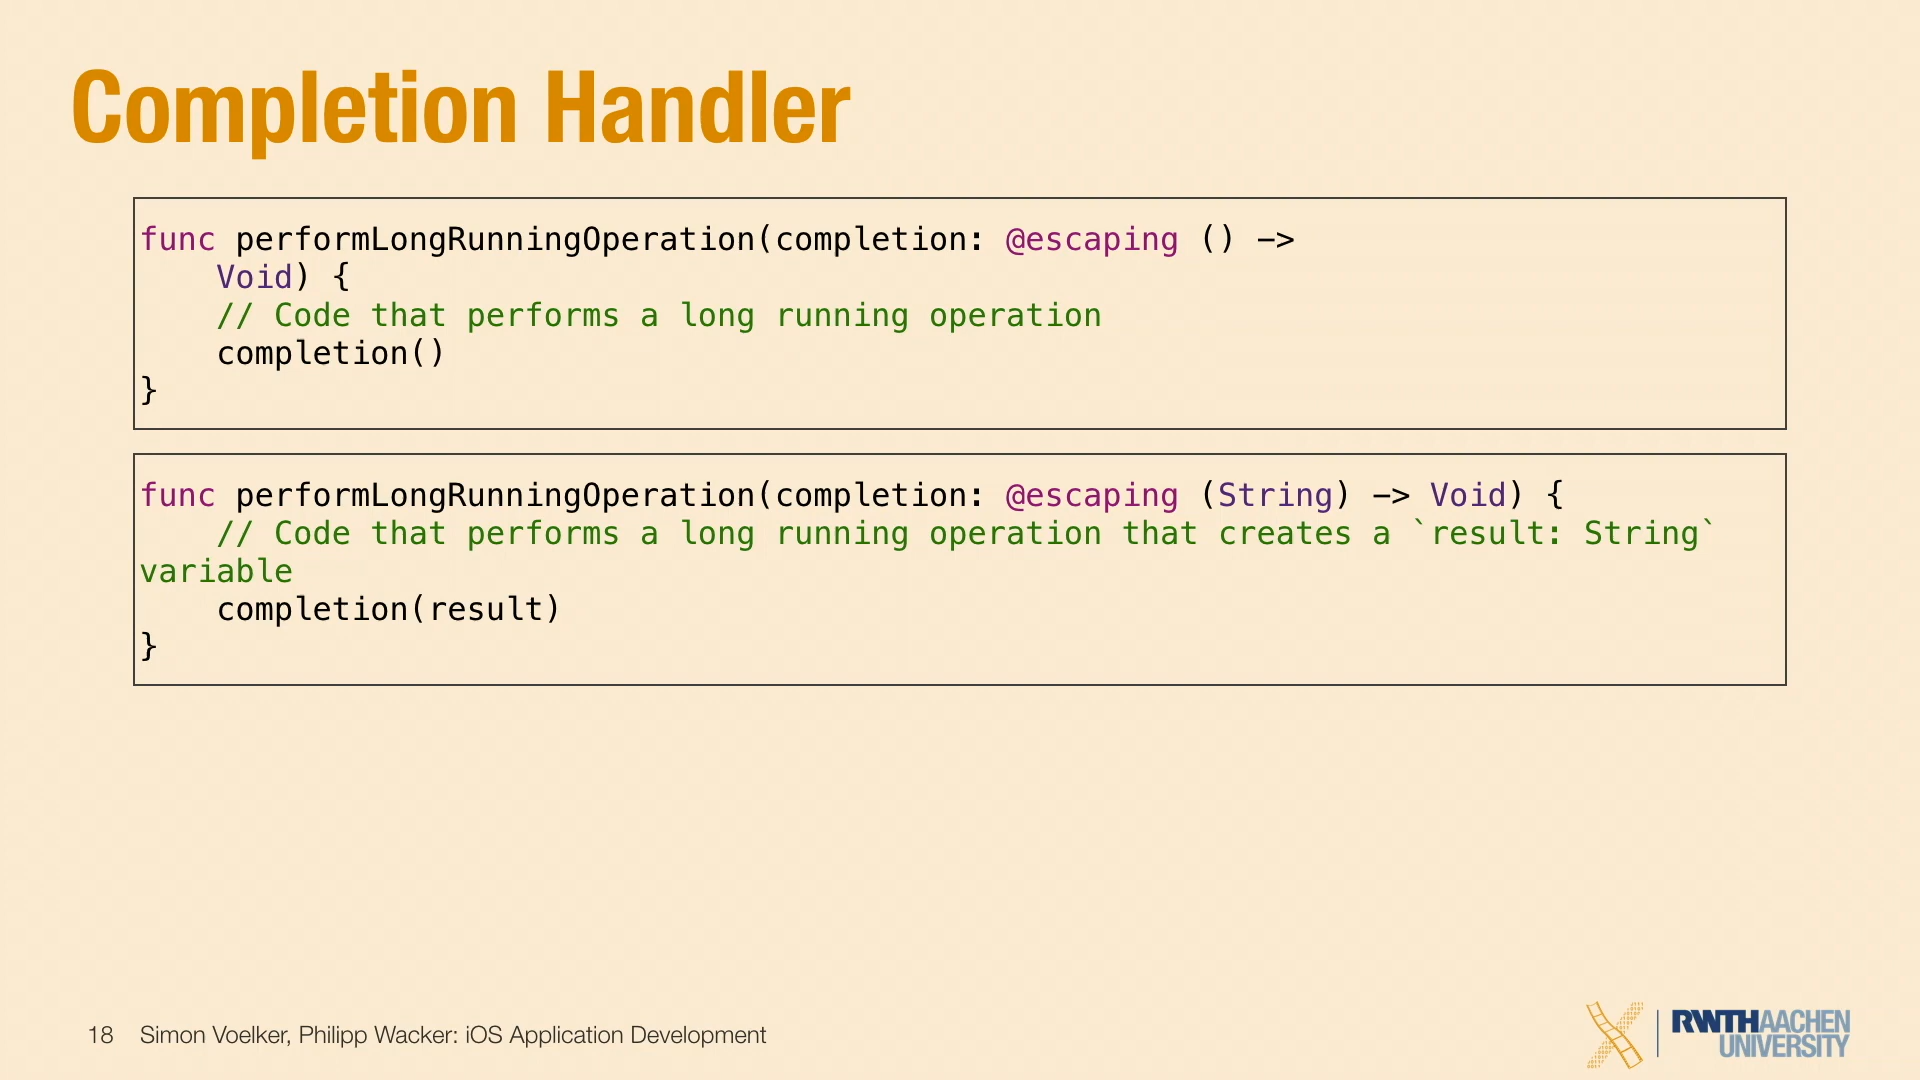 Completion Handler
func performLongRunningOperation(completion: @escaping () ->
    Void) {
    // Code that performs a long running operation
    completion()
}
func performLongRunningOperation(completion: @escaping (String) -> Void) {
    // Code that performs a long running operation that creates a `result: String`
variable
    completion(result)
}
18 Simon Voelker, Philipp Wacker: iOS Application Development
RWTHAACHEN
UNIVERSITY